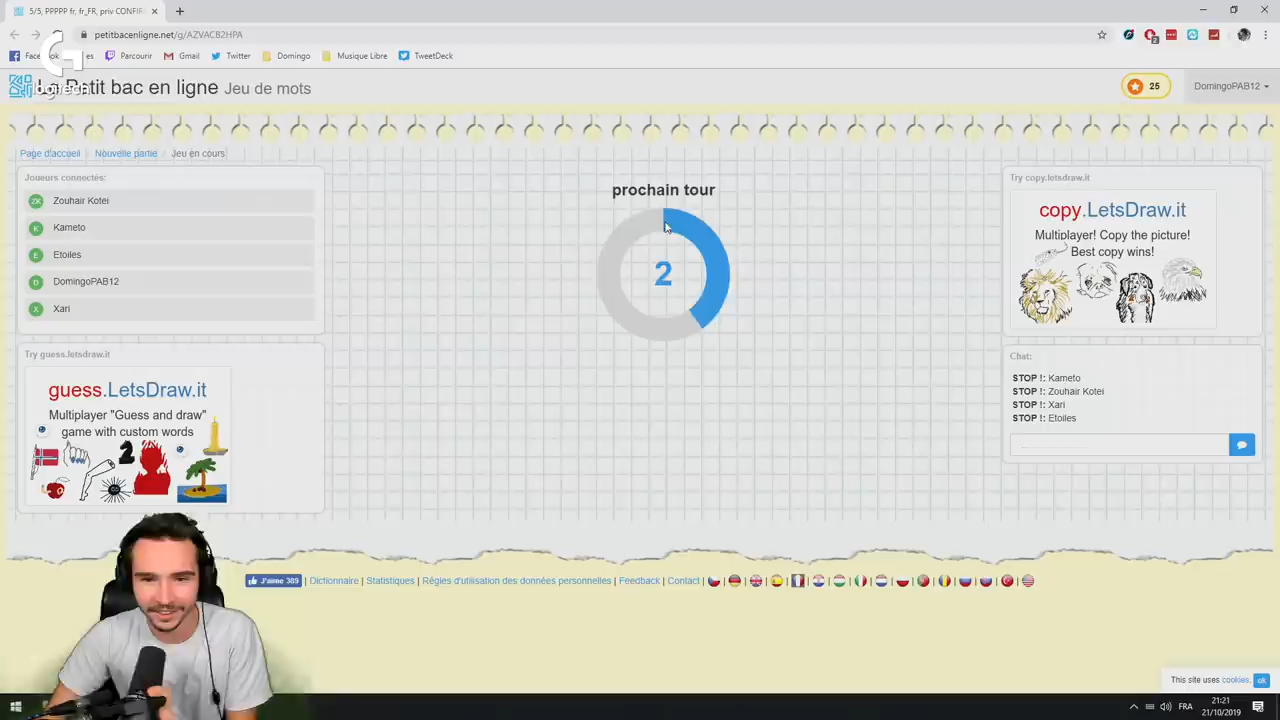 5/5, PPPPP fr, fr_FR, priv CONFIR
petitbacenligne.net/g/AZVACB2HPA
Parcourir
Gmail
Twitter
Domingo
Musique Libre
TweetDeck
Petit bac en ligne Jeu de mots
25
DomingoPAB12
Page d'accueil / Nouvelle partie / Jeu en cours
Joueurs connectés:
ZK Zouhair Kotei
K Kameto
E Etoiles
D DomingoPAB12
X Xari
Try guess.letsdraw.it
guess.LetsDraw.it
Multiplayer "Guess and draw"
game with custom words
2
prochain tour
2
Try copy.letsdraw.it
copy.LetsDraw.it
Multiplayer! Copy the picture!
Best copy wins!
Chat:
STOP !: Kameto
STOP !: Zouhair Kotei
STOP !: Xari
STOP !: Etoiles
J'aime 389 | Dictionnaire | Statistiques | Règles d'utilisation des données personnelles | Feedback | Contact |
This site uses cookies. ok
FRA
21:21
21/10/2019